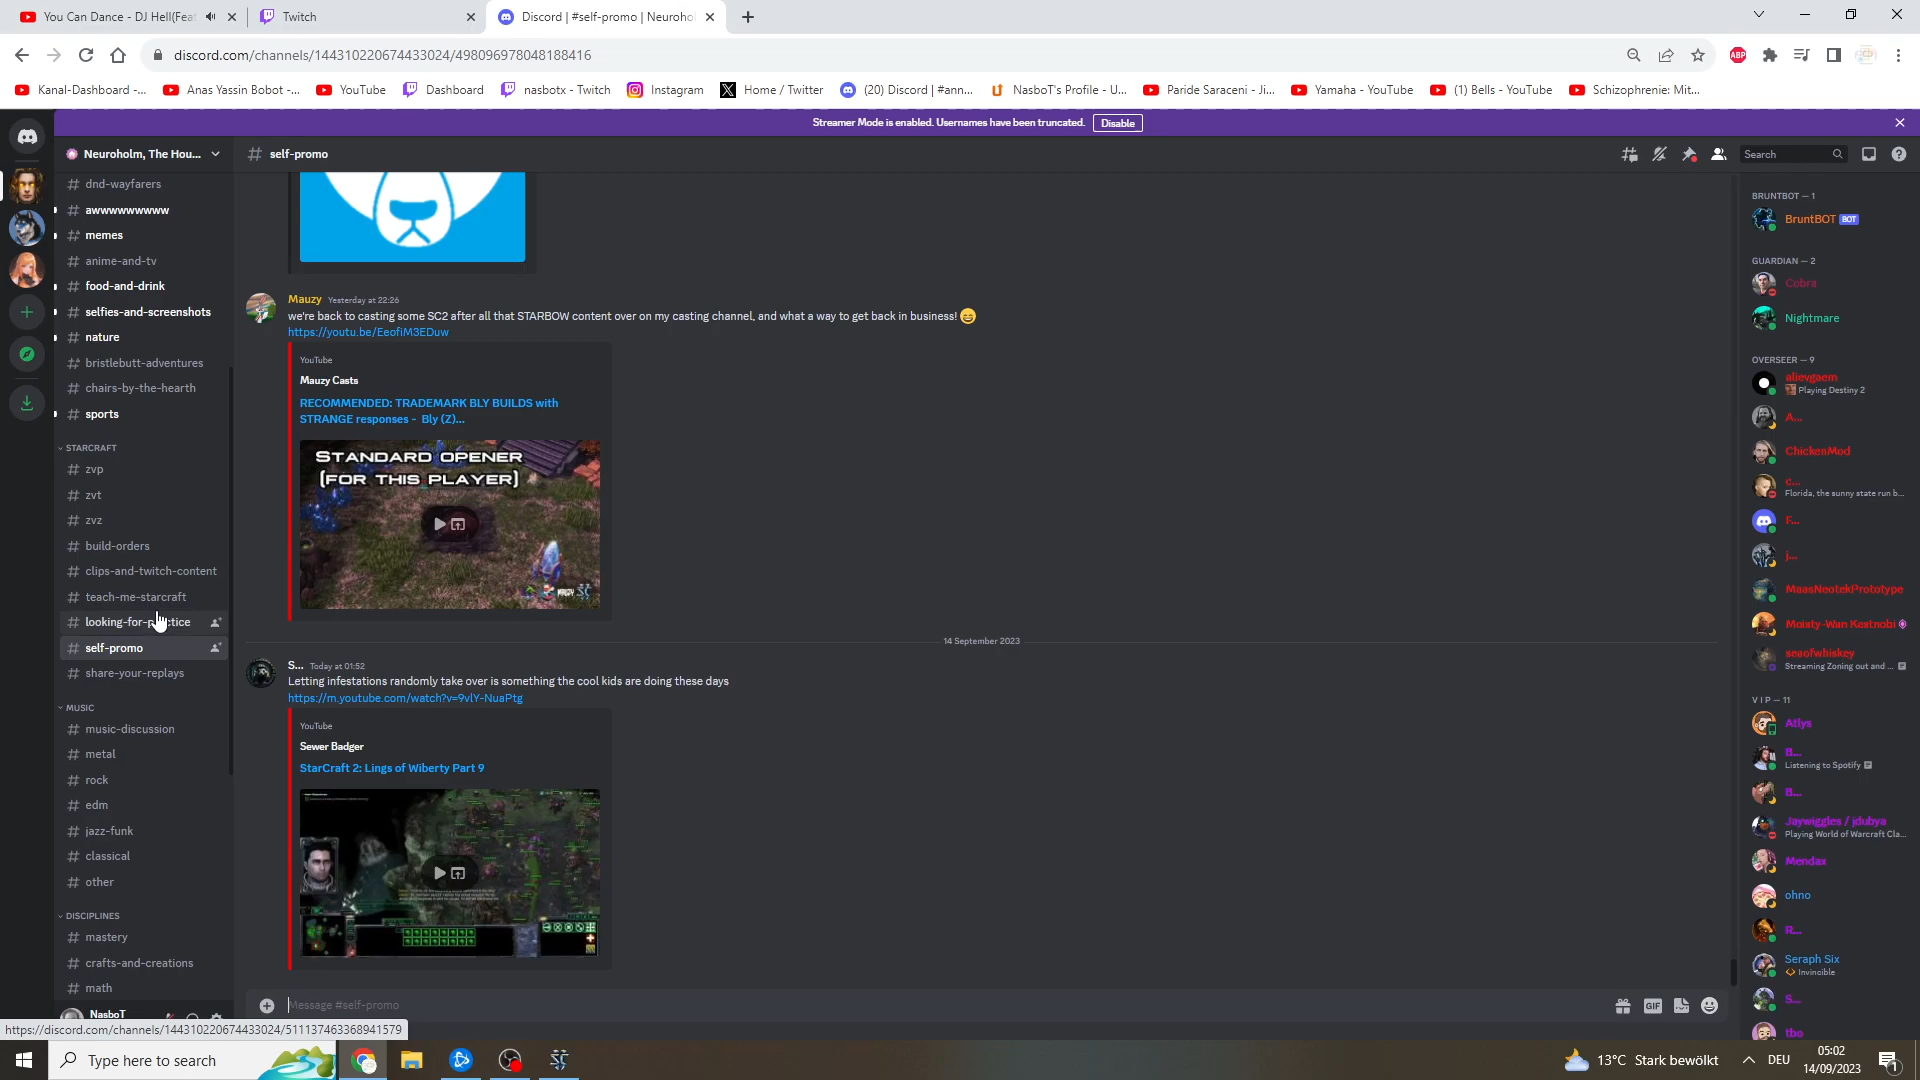 You Can Dance - DJ Hell(Fea
Twitch
Discord | #self-promo | Neurohol
discord.com/channels/144310220674433024/498096978048188416
ABP
Kanal-Dashboard -...
Anas Yassin Bobot -...
YouTube
Dashboard
nasbotx - Twitch
Instagram
Home / Twitter
(20) Discord | #ann...
NasboT's Profile - U...
Paride Saraceni - Ji...
Yamaha - YouTube
(1) Bells - YouTube
Schizophrenie: Mit...
Streamer Mode is enabled. Usernames have been truncated.
Disable
Neuroholm, The Hou...
self-promo
Search
dnd-wayfarers
awwwwwwwww
memes
anime-and-tv
food-and-drink
selfies-and-screenshots
nature
bristlebutt-adventures
chairs-by-the-hearth
sports
STARCRAFT
zvp
zvt
zvz
build-orders
clips-and-twitch-content
teach-me-starcraft
looking-for-practice
self-promo
share-your-replays
MUSIC
music-discussion
metal
rock
edm
jazz-funk
classical
other
DISCIPLINES
mastery
crafts-and-creations
math
NasboT
Mauzy Yesterday at 22:26
we're back to casting some SC2 after all that STARBOW content over on my casting channel, and what a way to get back in business!
https://youtu.be/EeofiM3EDuw
YouTube
Mauzy Casts
RECOMMENDED: TRADEMARK BLY BUILDS with
STRANGE responses - Bly (Z)...
STANDARD OPENER
(FOR THIS PLAYER)
14 September 2023
S... Today at 01:52
Letting infestations randomly take over is something the cool kids are doing these days
https://m.youtube.com/watch?v=9vlY-NuaPtg
YouTube
Sewer Badger
StarCraft 2: Lings of Wiberty Part 9
Message #self-promo
GIF
BRUNTBOT — 1
BruntBOT BOT
GUARDIAN — 2
Cobra
Nightmare
OVERSEER — 9
alievgaem
Playing Destiny 2
A...
ChickenMod
c...
Florida, the sunny state run b...
F...
j...
MaasNeotekPrototype
Moisty-Wan Kestnobi
seaofwhiskey
Streaming Zoning out and ...
VIP — 11
Atlys
B...
Listening to Spotify
B...
Jaywiggles / jdubya
Playing World of Warcraft Cla...
Mendax
ohno
R...
Seraph Six
Invincible
S...
tbo
https://discord.com/channels/144310220674433024/511137463368941579
Type here to search
13°C Stark bewölkt
DEU
05:02
14/09/2023
1